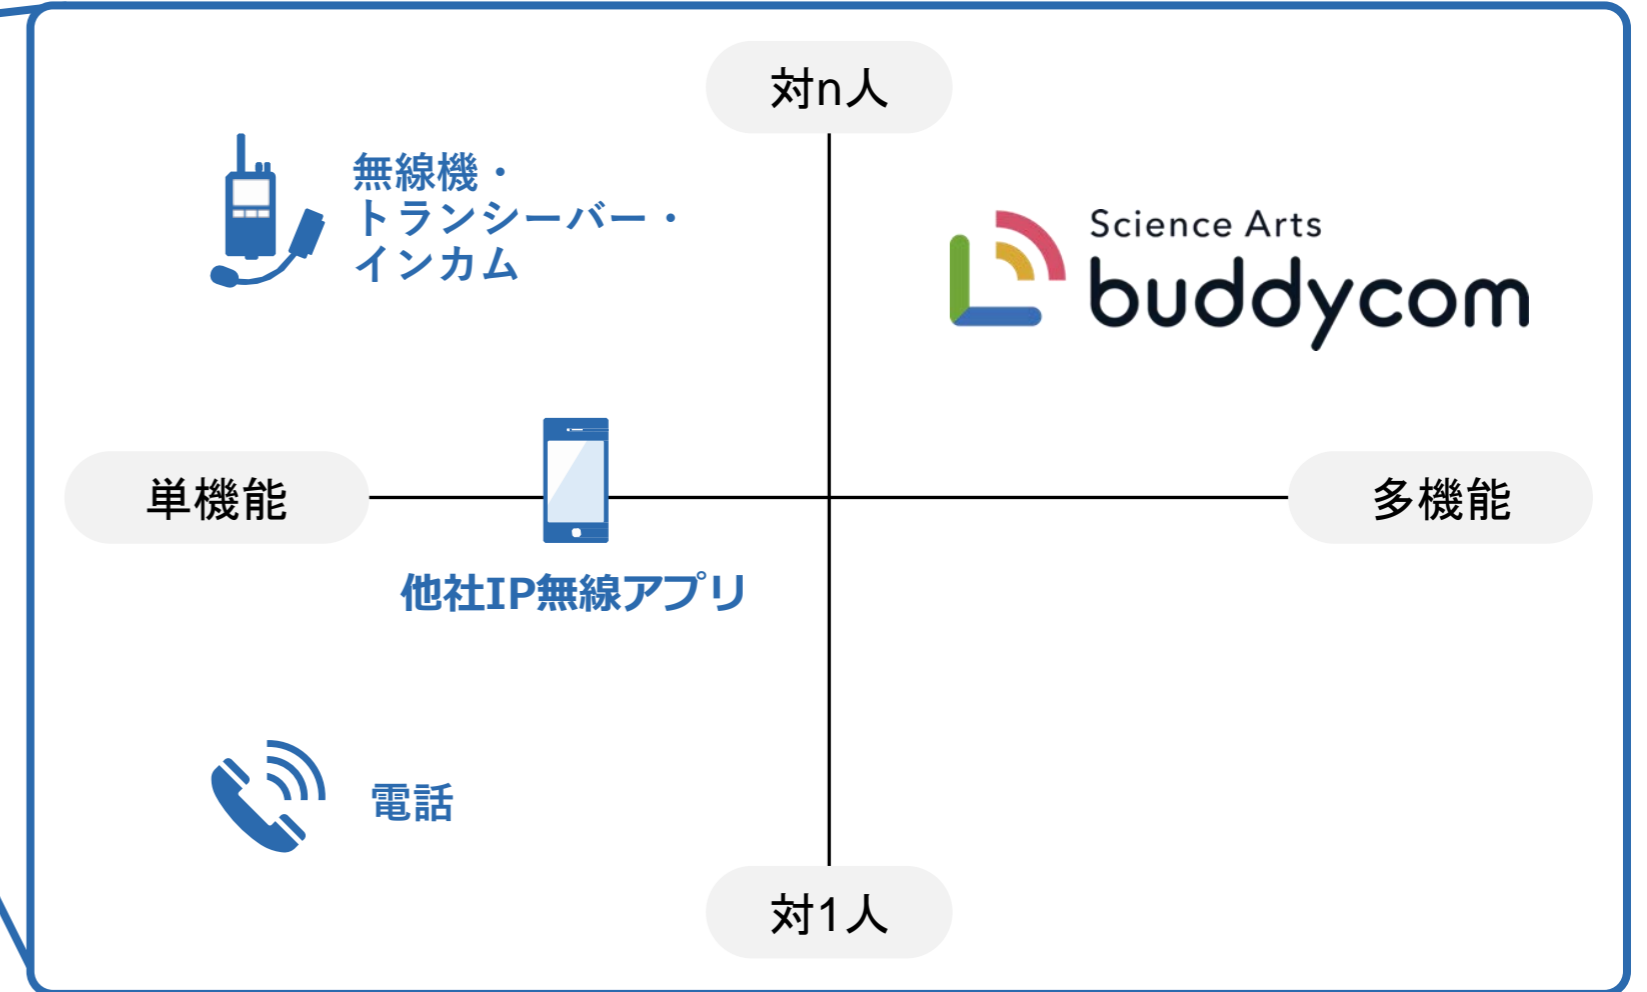 対n人
無線機・
トランシーバー・
インカム
Science Arts
buddycom
単機能
多機能
他社IP無線アプリ
電話
対1人